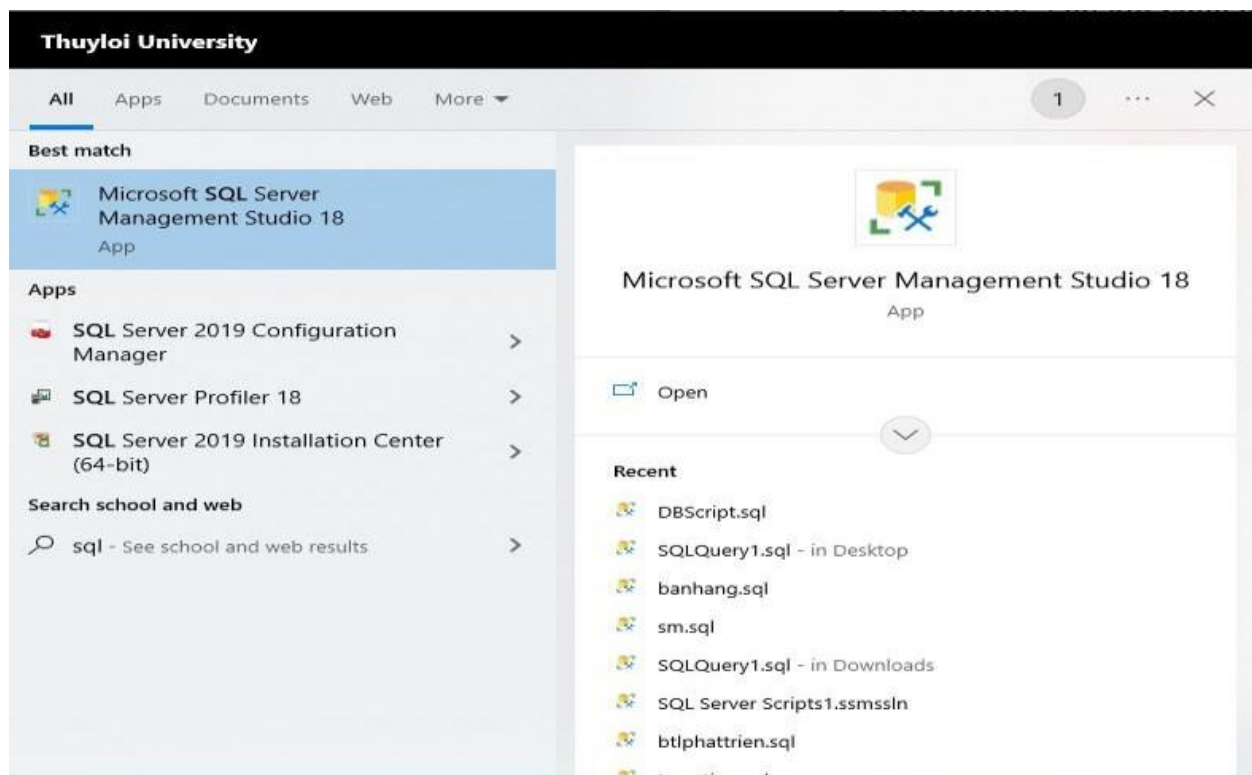 Thuyloi University
All Apps Documents Web More 1 ...
Best match
Microsoft SQL Server
Management Studio 18
App
Apps
SQL Server 2019 Configuration
Manager
SQL Server Profiler 18
SQL Server 2019 Installation Center
(64-bit)
Search school and web
sql - See school and web results
Microsoft SQL Server Management Studio 18
App
Open
Recent
DBScript.sql
SQLQuery1.sql - in Desktop
banhang.sql
sm.sql
SQLQuery1.sql - in Downloads
SQL Server Scripts1.ssmssln
btlphattrien.sql